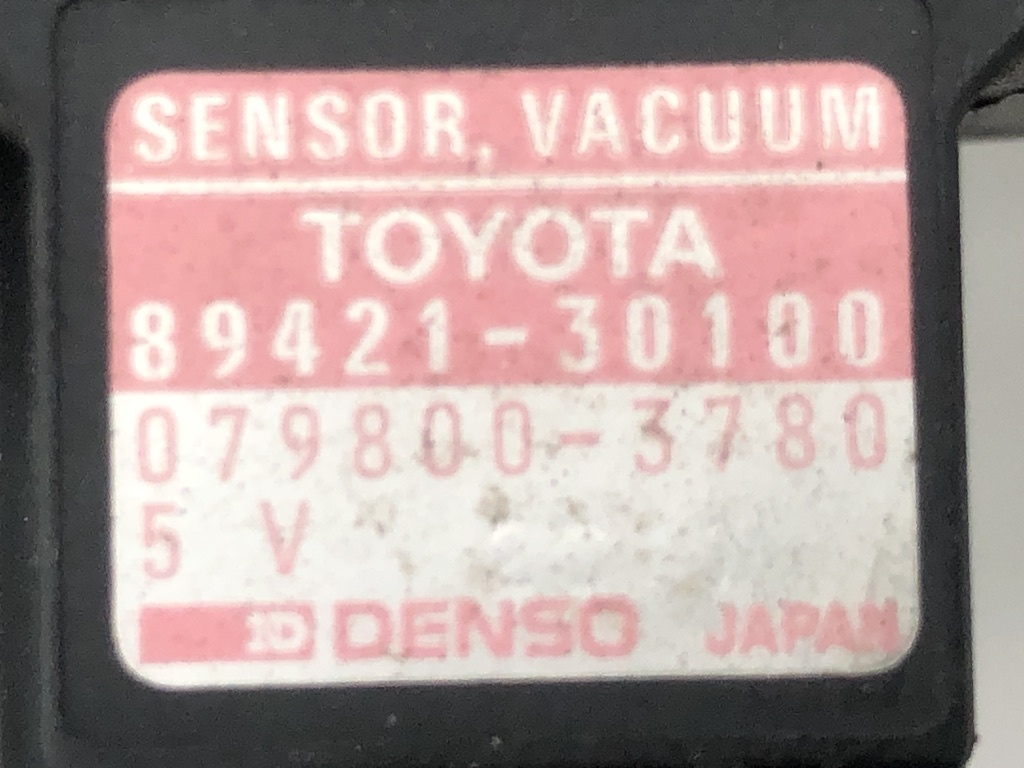 SENSOR, VACUUM
TOYOTA
89421-30100
079800-3780
5 V
DENSO JAPAN